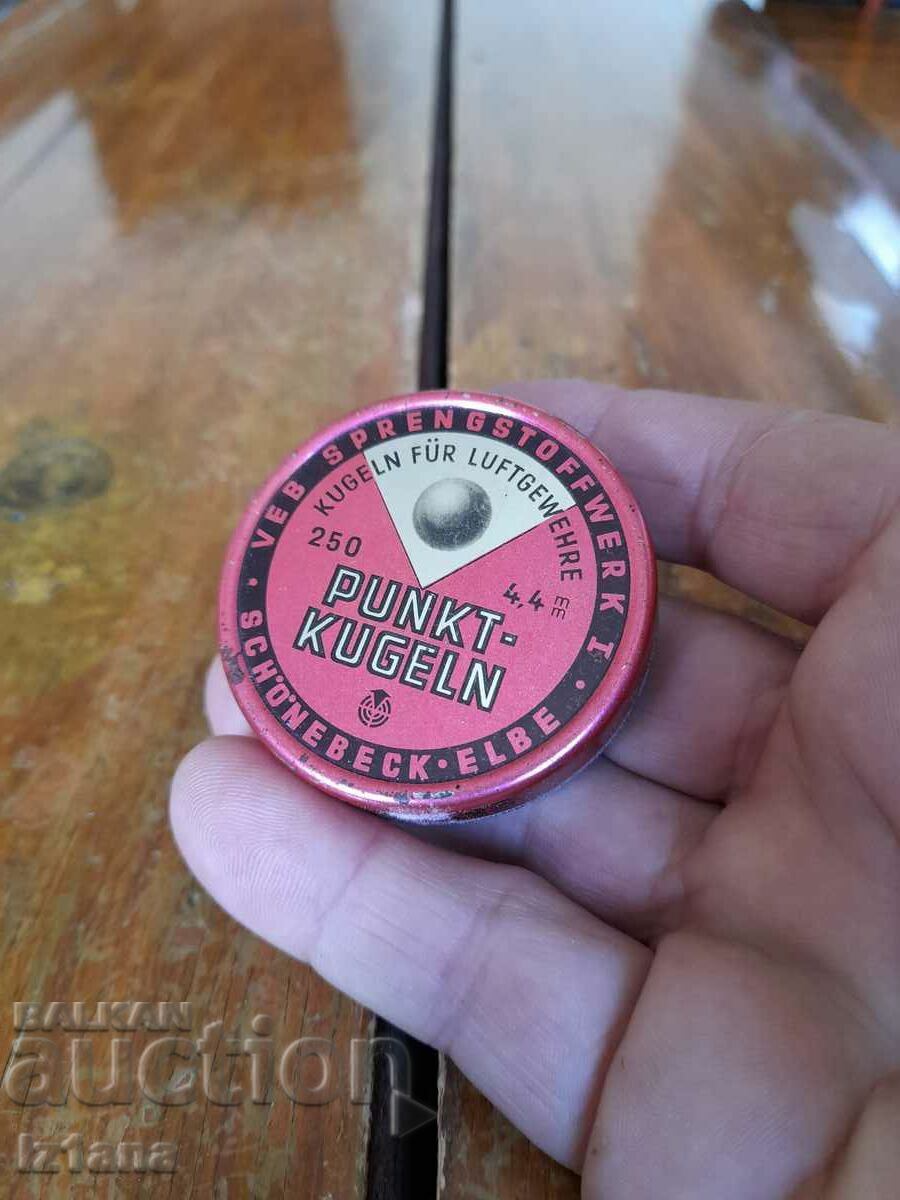 VEB SPRENGSTOFFWERK I
KUGELN FÜR LUFTGEWEHRE
250
4,4 mm
PUNKT-
KUGELN
SCHÖNEBECK · ELBE
BALKAN
auction
Iz1ana